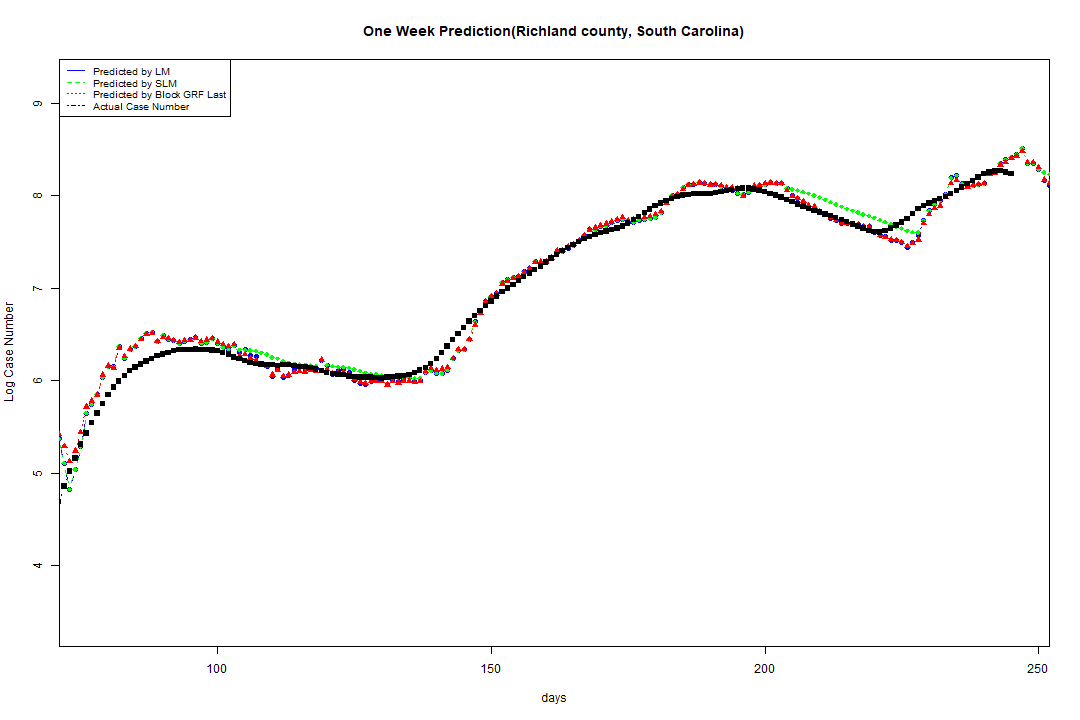 One Week Prediction(Richland county, South Carolina)
Predicted by LM
Predicted by SLM
Predicted by Block GRF Last
Actual Case Number
9
8
7
6
5
4
Log Case Number
100
150
200
250
days